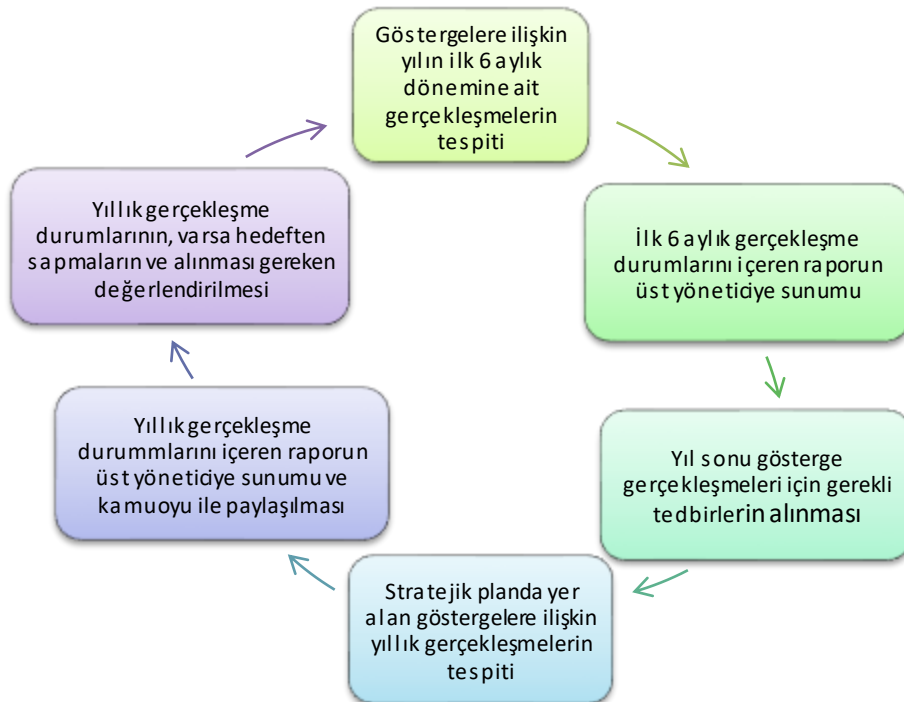 Göstergelere ilişkin
yılın ilk 6 aylık
dönemine ait
gerçekleşmelerin
tespiti
İlk 6 aylık gerçekleşme
durumlarını içeren raporun
üst yöneticiye sunumu
Yıl sonu gösterge
gerçekleşmeleri için gerekli
tedbirlerin alınması
Stratejik planda yer
alan göstergelere ilişkin
yıllık gerçekleşmelerin
tespiti
Yıllık gerçekleşme
durummlarını içeren raporun
üst yöneticiye sunumu ve
kamuoyu ile paylaşılması
Yıllık gerçekleşme
durumlarının, varsa hedeften
sapmaların ve alınması gereken
değerlendirilmesi